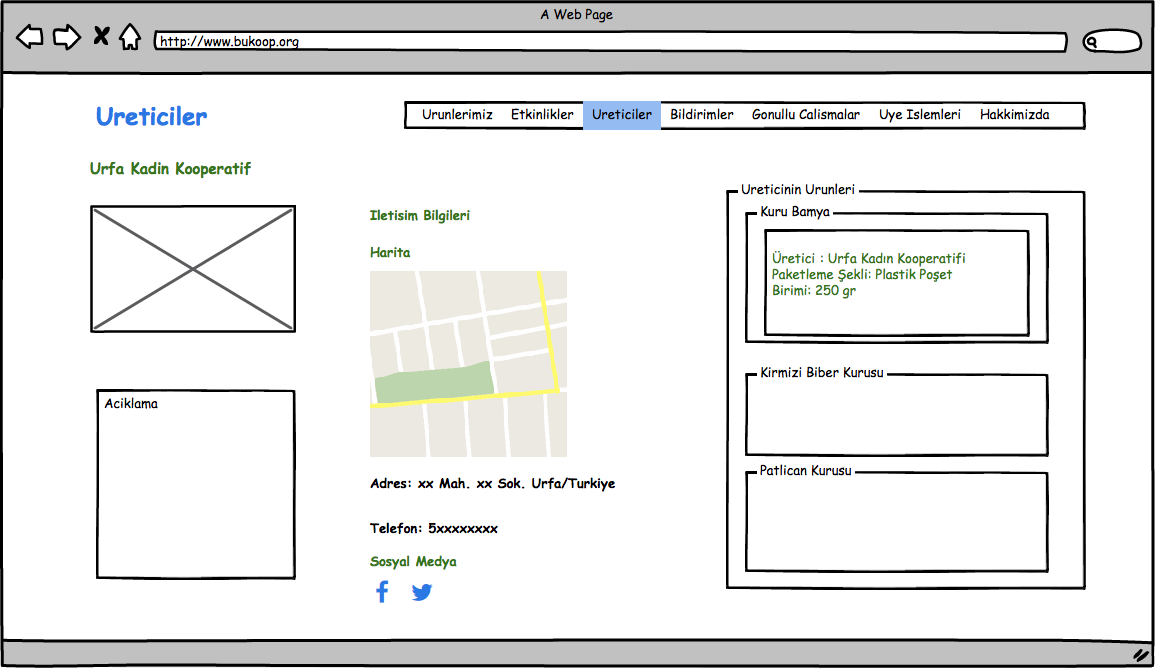 A Web Page
http://www.bukoop.org
Ureticiler
Urunlerimiz Etkinlikler Ureticiler Bildirimler Gonullu Calismalar Uye Islemleri Hakkimizda
Urfa Kadin Kooperatif
Aciklama
Iletisim Bilgileri
Harita
Adres: xx Mah. xx Sok. Urfa/Turkiye
Telefon: 5xxxxxxxx
Sosyal Medya
Ureticinin Urunleri
Kuru Bamya
Üretici : Urfa Kadın Kooperatifi
Paketleme Şekli: Plastik Poşet
Birimi: 250 gr
Kirmizi Biber Kurusu
Patlican Kurusu